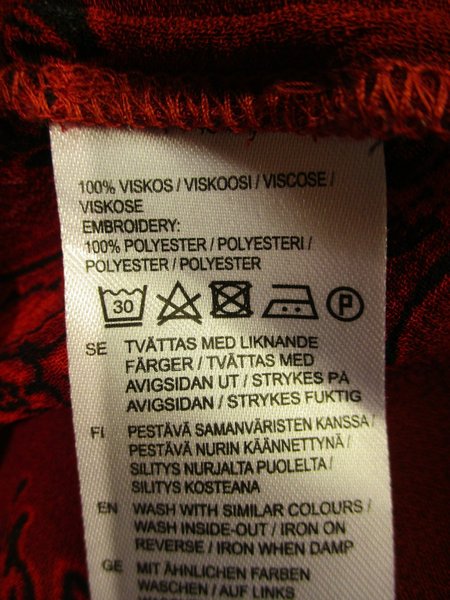 100% VISKOS / VISKOOSI / VISCOSE /
VISKOSE
EMBROIDERY:
100% POLYESTER / POLYESTERI /
POLYESTER / POLYESTER
30 P
SE TVÄTTAS MED LIKNANDE
FÄRGER / TVÄTTAS MED
AVIGSIDAN UT / STRYKES PÅ
AVIGSIDAN / STRYKES FUKTIG
FI PESTÄVÄ SAMANVÄRISTEN KANSSA /
PESTÄVÄ NURIN KÄÄNNETTYNÄ /
SILITYS NURJALTA PUOLELTA /
SILITYS KOSTEANA
EN WASH WITH SIMILAR COLOURS /
WASH INSIDE-OUT / IRON ON
REVERSE / IRON WHEN DAMP
GE MIT ÄHNLICHEN FARBEN
WASCHEN / AUF LINKS